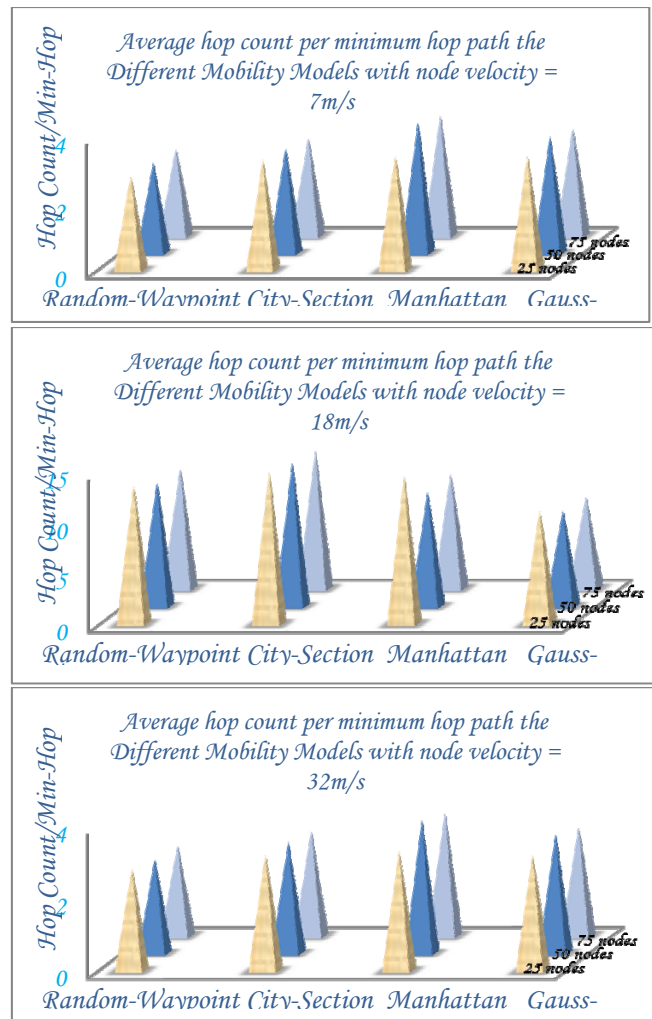 Average hop count per minimum hop path the
Different Mobility Models with node velocity =
7m/s
Hop Count/Min-Hop
4
2
0
75 nodes
50 nodes
25 nodes
Random-Waypoint City-Section Manhattan Gauss-
Average hop count per minimum hop path the
Different Mobility Models with node velocity =
18m/s
Hop Count/Min-Hop
15
10
5
0
75 nodes
50 nodes
25 nodes
Random-Waypoint City-Section Manhattan Gauss-
Average hop count per minimum hop path the
Different Mobility Models with node velocity =
32m/s
Hop Count/Min-Hop
4
2
0
75 nodes
50 nodes
25 nodes
Random-Waypoint City-Section Manhattan Gauss-